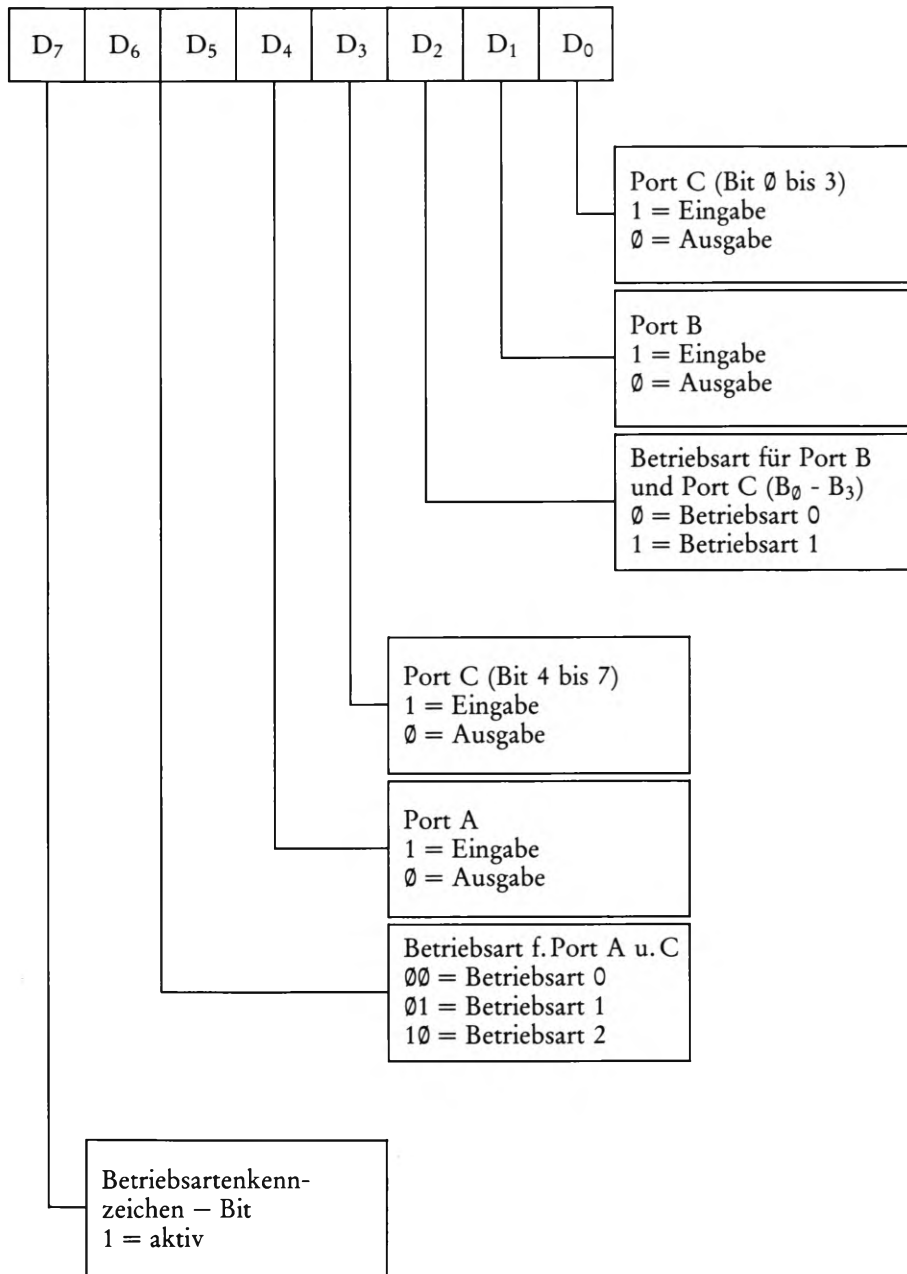 D₇ D₆ D₅ D₄ D₃ D₂ D₁ D₀
Port C (Bit Ø bis 3)
1 = Eingabe
Ø = Ausgabe
Port B
1 = Eingabe
Ø = Ausgabe
Betriebsart für Port B
und Port C (B_Ø - B₃)
Ø = Betriebsart 0
1 = Betriebsart 1
Port C (Bit 4 bis 7)
1 = Eingabe
Ø = Ausgabe
Port A
1 = Eingabe
Ø = Ausgabe
Betriebsart f. Port A u. C
ØØ = Betriebsart 0
Ø1 = Betriebsart 1
1Ø = Betriebsart 2
Betriebsartenkenn-
zeichen – Bit
1 = aktiv